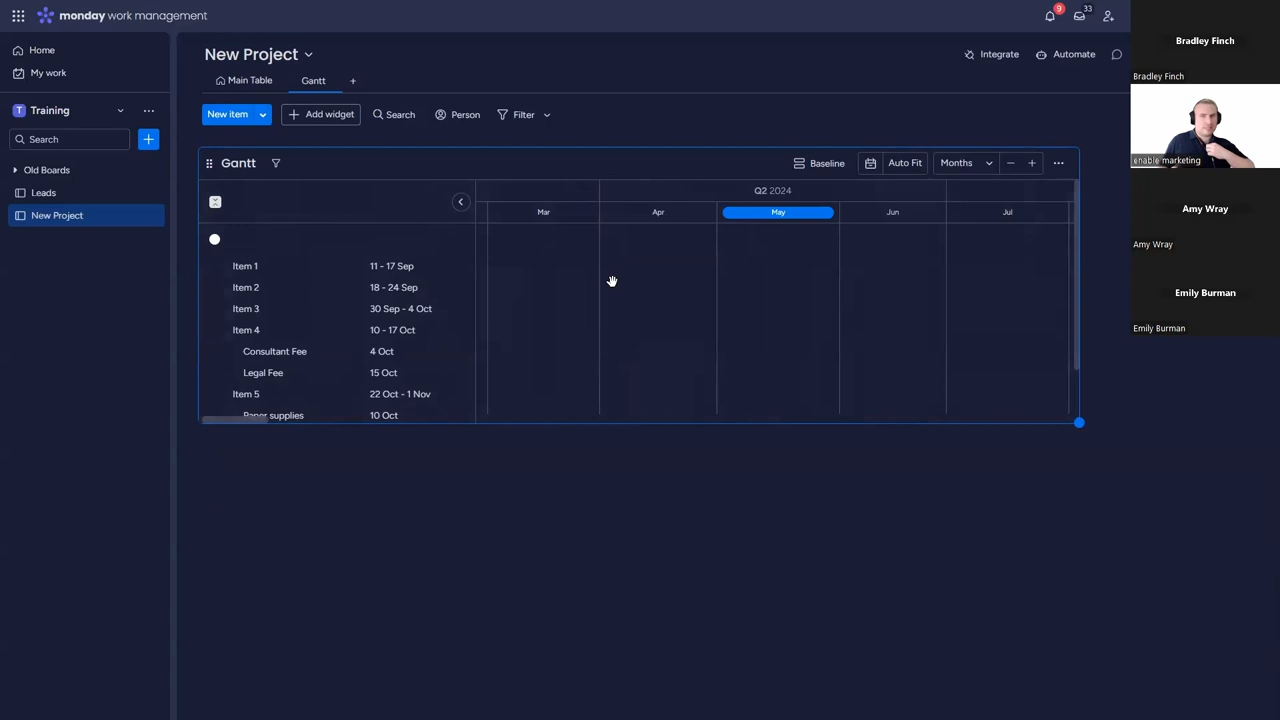 monday work management
9
33
Home
My work
T Training
Search
Old Boards
Leads
New Project
New Project
Integrate
Automate
Main Table
Gantt
+
New item
Add widget
Search
Person
Filter
Gantt
Baseline
Auto Fit
Months
Q2 2024
Mar
Apr
May
Jun
Jul
Item 1 11 - 17 Sep
Item 2 18 - 24 Sep
Item 3 30 Sep - 4 Oct
Item 4 10 - 17 Oct
Consultant Fee 4 Oct
Legal Fee 15 Oct
Item 5 22 Oct - 1 Nov
Paper supplies 10 Oct
Bradley Finch
Bradley Finch
enable marketing
Amy Wray
Amy Wray
Emily Burman
Emily Burman